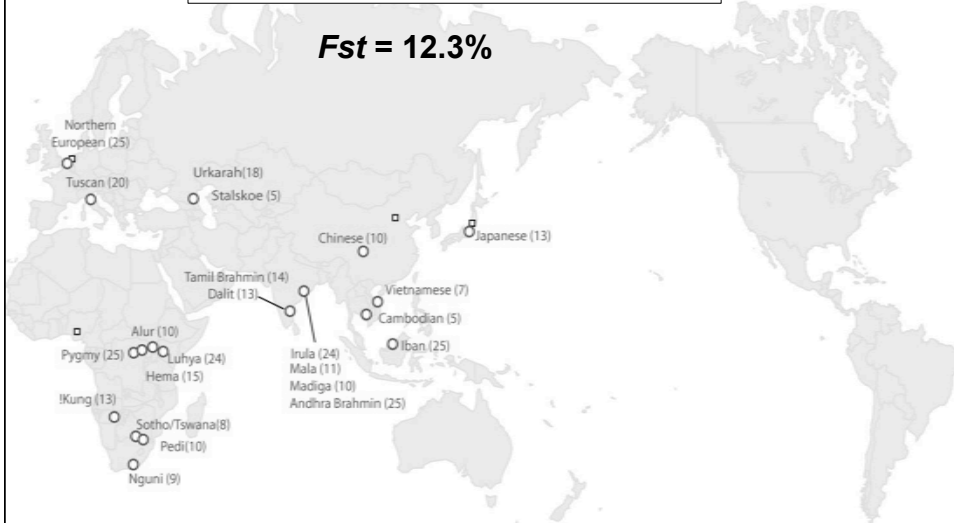 Fst = 12.3%
Northern
European (25)
Tuscan (20)
Urkarah(18)
Stalskoe (5)
Chinese (10)
Japanese (13)
Tamil Brahmin (14)
Dalit (13)
Vietnamese (7)
Cambodian (5)
Iban (25)
Irula (24)
Mala (11)
Madiga (10)
Andhra Brahmin (25)
Alur (10)
Pygmy (25)
Luhya (24)
Hema (15)
!Kung (13)
Sotho/Tswana(8)
Pedi(10)
Nguni (9)